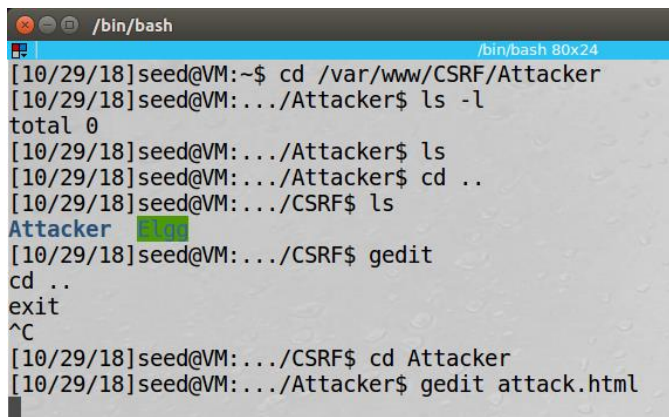 /bin/bash
/bin/bash 80x24
[10/29/18]seed@VM:~$ cd /var/www/CSRF/Attacker
[10/29/18]seed@VM:.../Attacker$ ls -l
total 0
[10/29/18]seed@VM:.../Attacker$ ls
[10/29/18]seed@VM:.../Attacker$ cd ..
[10/29/18]seed@VM:.../CSRF$ ls
Attacker  Elgg
[10/29/18]seed@VM:.../CSRF$ gedit
cd ..
exit
^C
[10/29/18]seed@VM:.../CSRF$ cd Attacker
[10/29/18]seed@VM:.../Attacker$ gedit attack.html